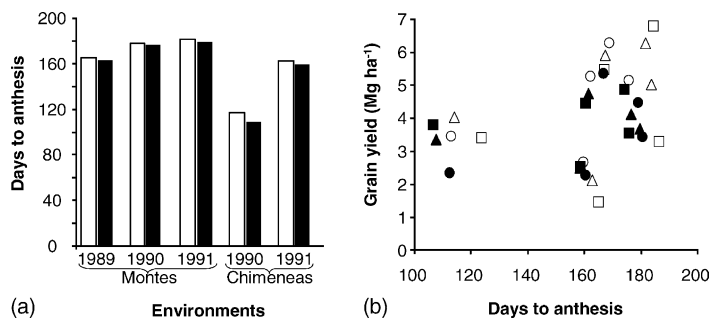 200
160
120
80
40
0
Days to anthesis
1989 1990 1991 1990 1991
Montes Chimeneas
(a) Environments
7
6
5
4
3
2
1
0
Grain yield (Mg ha-1)
100 120 140 160 180 200
(b) Days to anthesis